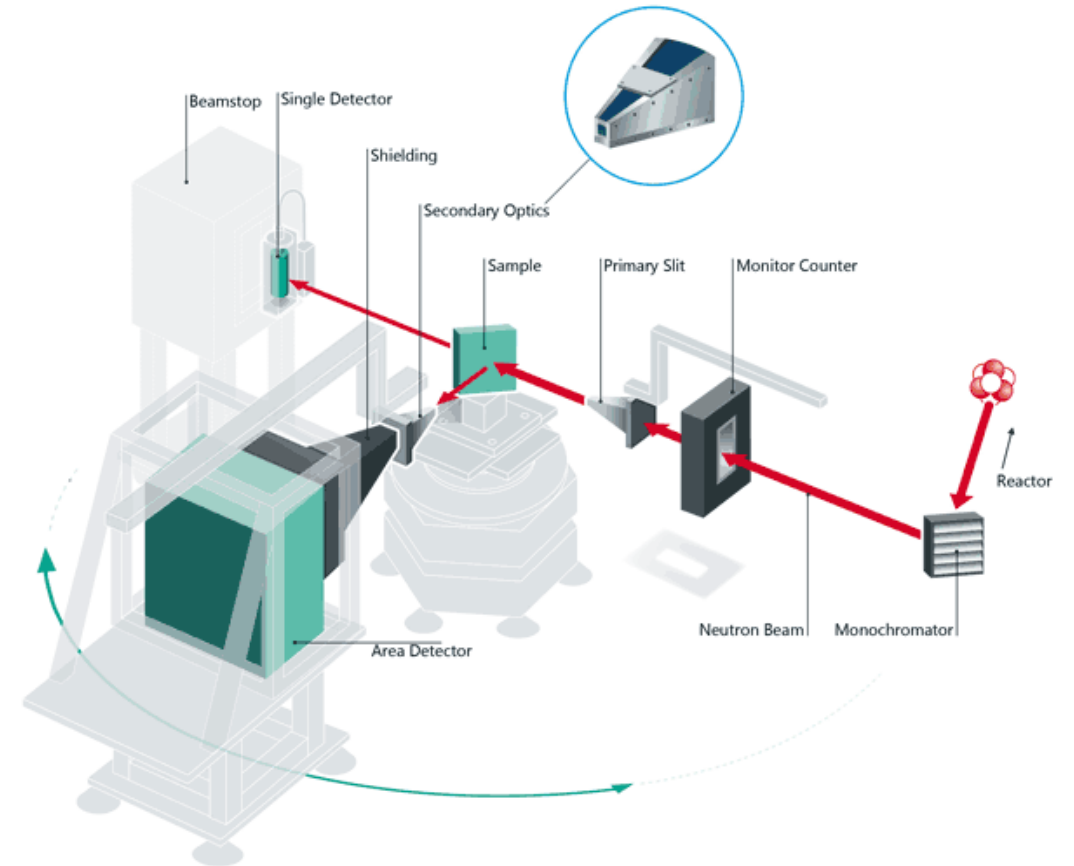 Beamstop
Single Detector
Shielding
Secondary Optics
Sample
Primary Slit
Monitor Counter
Reactor
Neutron Beam
Monochromator
Area Detector